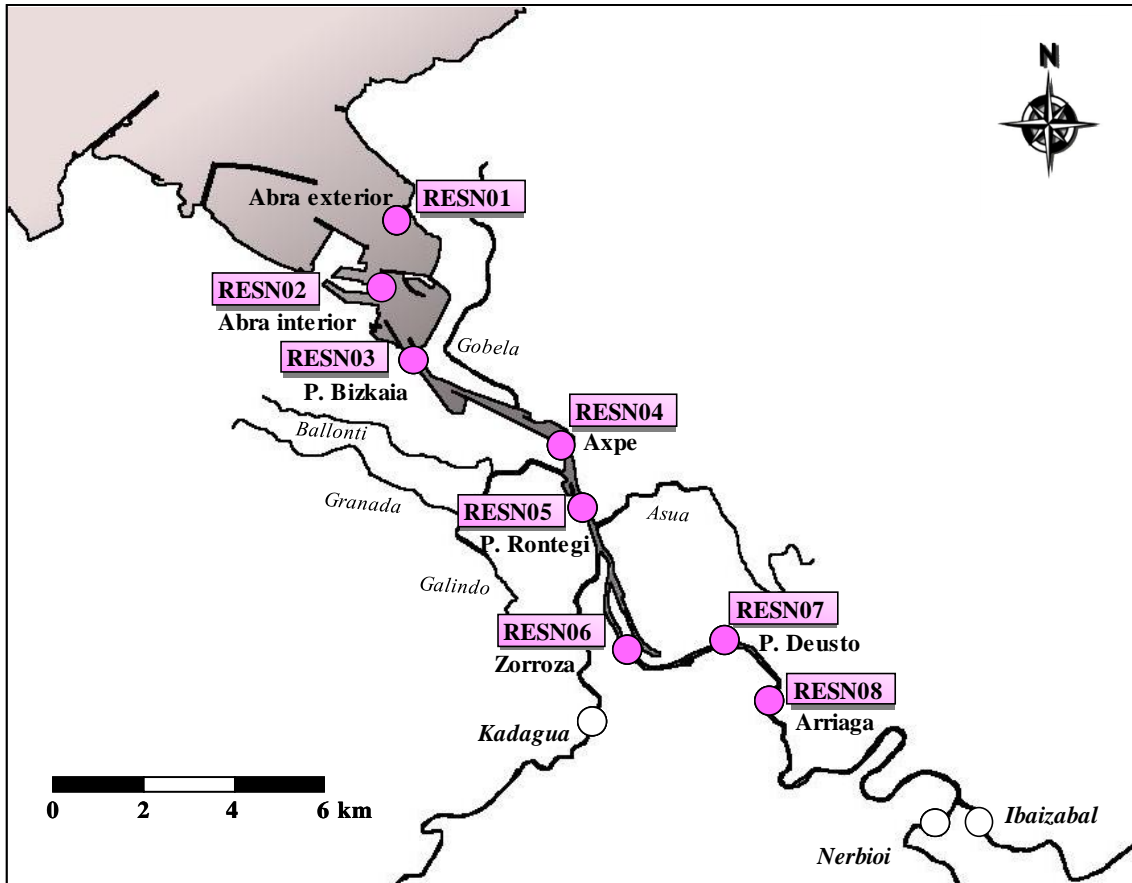 N
Abra exterior
RESN01
RESN02
Abra interior
RESN03
P. Bizkaia
Gobela
RESN04
Axpe
Ballonti
Granada
RESN05
P. Rontegi
Asua
Galindo
RESN06
Zorroza
RESN07
P. Deusto
RESN08
Arriaga
Kadagua
0 2 4 6 km
Ibaizabal
Nerbioi